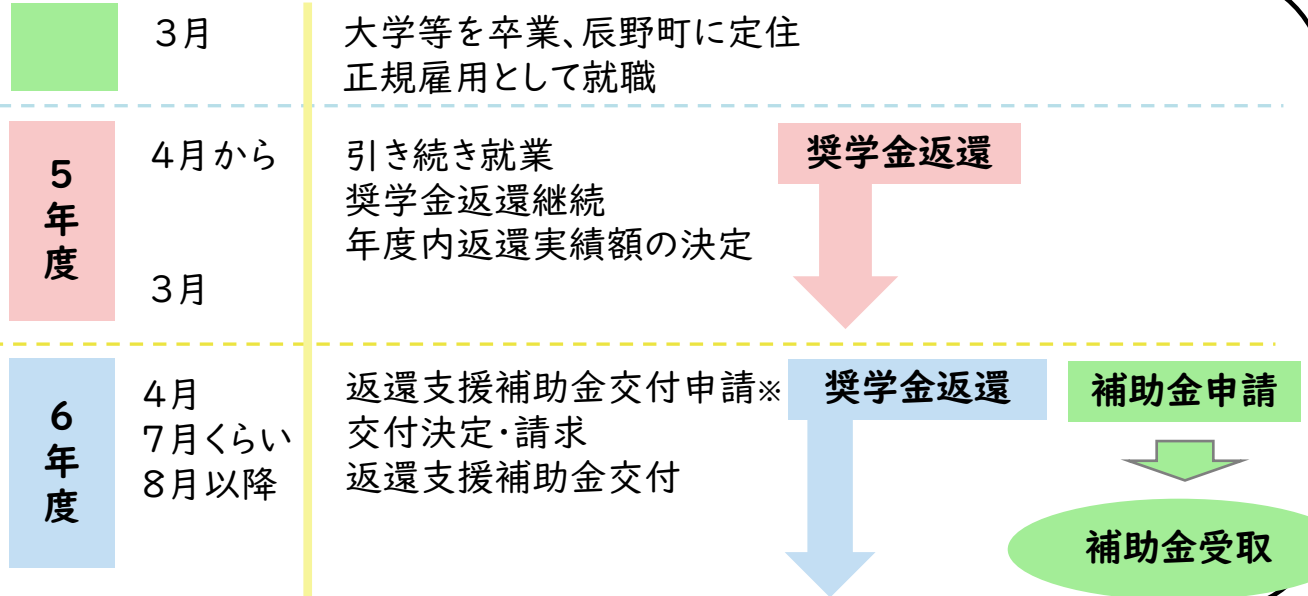 3月
大学等を卒業、辰野町に定住
正規雇用として就職
5年度
4月から
引き続き就業
奨学金返還継続
年度内返還実績額の決定
3月
奨学金返還
6年度
4月
返還支援補助金交付申請※
7月くらい
交付決定・請求
8月以降
返還支援補助金交付
奨学金返還
補助金申請
補助金受取